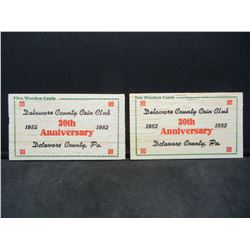 Five Wooden Cents
Delaware County Coin Club
30th
1952 Anniversary 1982
Delaware County, Pa.
Ten Wooden Cents
Delaware County Coin Club
30th
1952 Anniversary 1982
Delaware County, Pa.